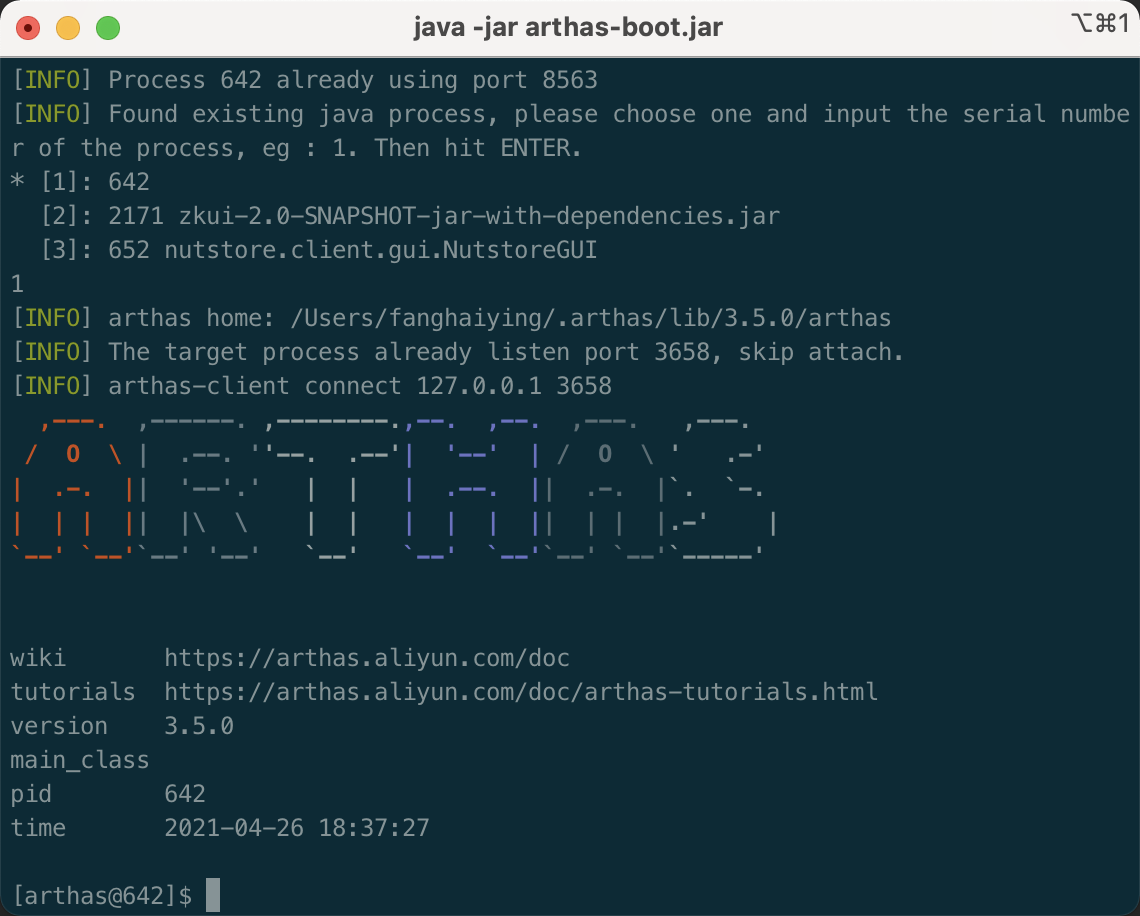 java -jar arthas-boot.jar
⌥⌘1
[INFO] Process 642 already using port 8563
[INFO] Found existing java process, please choose one and input the serial numbe
r of the process, eg : 1. Then hit ENTER.
* [1]: 642
  [2]: 2171 zkui-2.0-SNAPSHOT-jar-with-dependencies.jar
  [3]: 652 nutstore.client.gui.NutstoreGUI
1
[INFO] arthas home: /Users/fanghaiying/.arthas/lib/3.5.0/arthas
[INFO] The target process already listen port 3658, skip attach.
[INFO] arthas-client connect 127.0.0.1 3658
  ,---.  ,------. ,--------.,--.  ,--.  ,---.   ,---.
 /  O  \ |  .--. ''--.  .--'|  '--'  | /  O  \ '   .-'
|  .-.  ||  '--'.'   |  |   |  .--.  ||  .-.  |`.  `-.
|  | |  ||  |\  \    |  |   |  |  |  ||  | |  |.-'    |
`--' `--'`--' '--'   `--'   `--'  `--'`--' `--'`-----'
wiki       https://arthas.aliyun.com/doc
tutorials  https://arthas.aliyun.com/doc/arthas-tutorials.html
version    3.5.0
main_class
pid        642
time       2021-04-26 18:37:27
[arthas@642]$